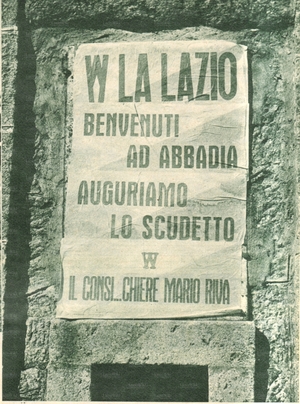 W LA LAZIO
BENVENUTI
AD ABBADIA
AUGURIAMO
LO SCUDETTO
W
IL CONSI...CHIERE MARIO RIVA